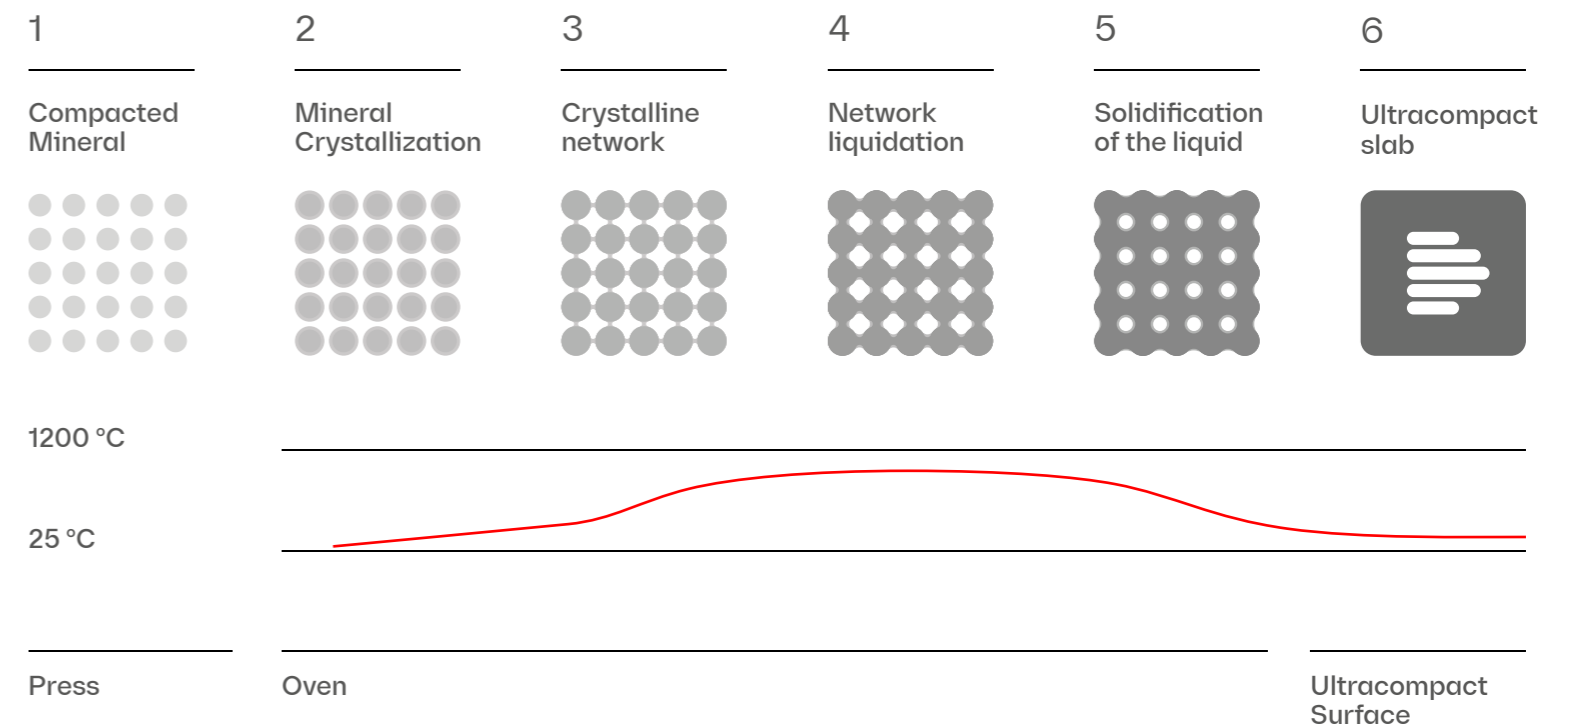 1
Compacted
Mineral
2
Mineral
Crystallization
3
Crystalline
network
4
Network
liquidation
5
Solidification
of the liquid
6
Ultracompact
slab
1200 °C
25 °C
Press
Oven
Ultracompact
Surface